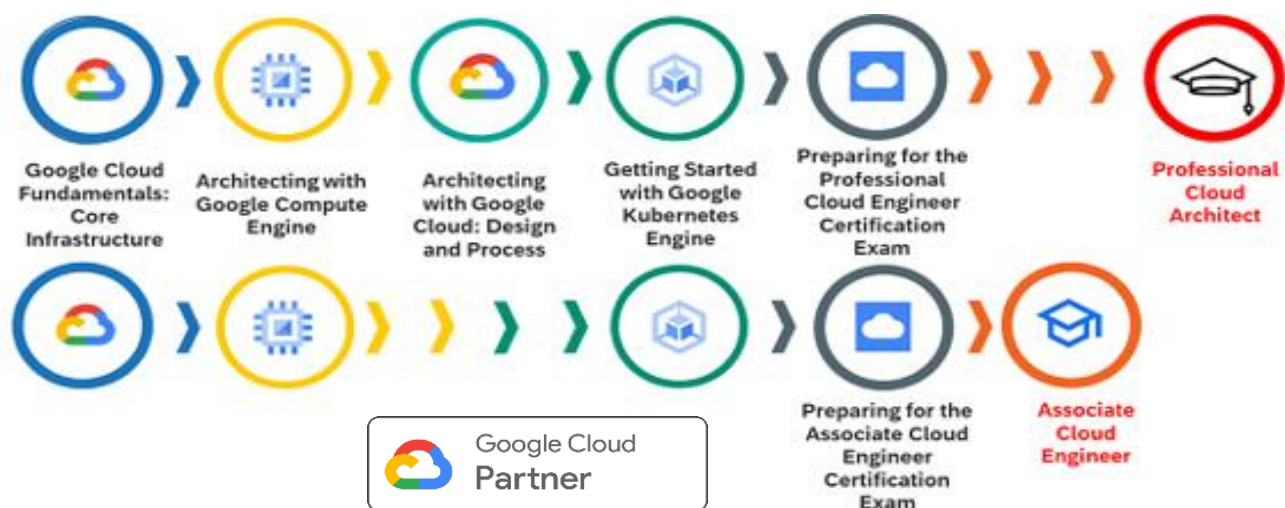 Google Cloud
Fundamentals:
Core
Infrastructure
Architecting with
Google Compute
Engine
Architecting
with Google
Cloud: Design
and Process
Getting Started
with Google
Kubernetes
Engine
Preparing for the
Professional
Cloud Engineer
Certification
Exam
Professional
Cloud
Architect
Preparing for the
Associate Cloud
Engineer
Certification
Exam
Associate
Cloud
Engineer
Google Cloud
Partner